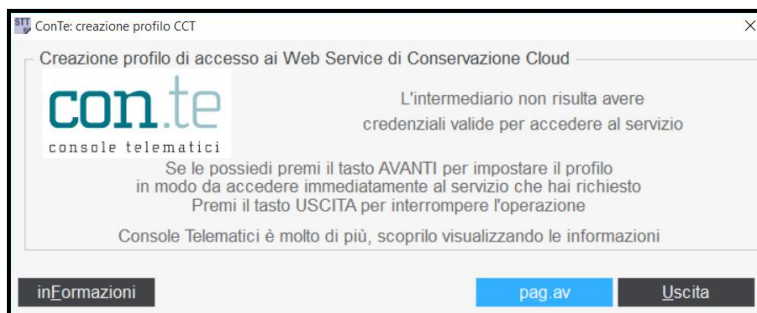 STT
ConTe: creazione profilo CCT
Creazione profilo di accesso ai Web Service di Conservazione Cloud
con.te
console telematici
L'intermediario non risulta avere
credenziali valide per accedere al servizio
Se le possiedi premi il tasto AVANTI per impostare il profilo
in modo da accedere immediatamente al servizio che hai richiesto
Premi il tasto USCITA per interrompere l'operazione
Console Telematici è molto di più, scoprilo visualizzando le informazioni
inFormazioni
pag.av
Uscita